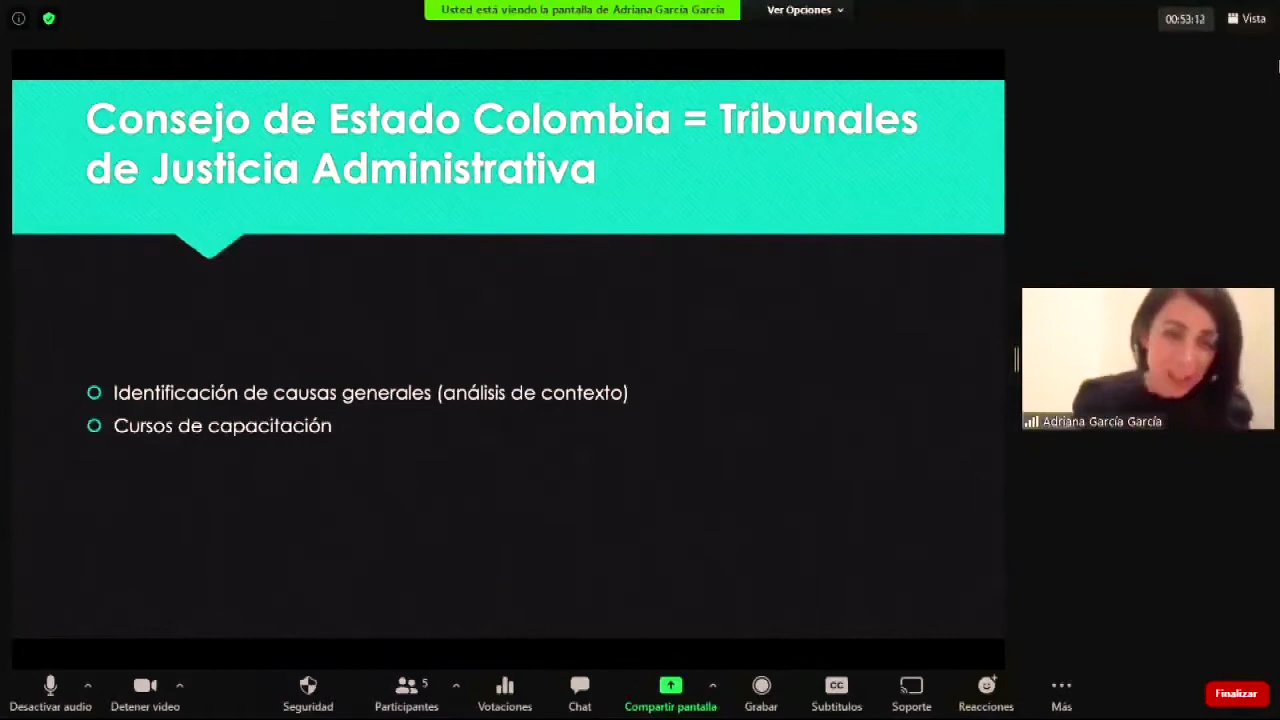 Usted está viendo la pantalla de Adriana García García
Ver Opciones
00:53:12
Vista
Consejo de Estado Colombia = Tribunales
de Justicia Administrativa
Identificación de causas generales (análisis de contexto)
Cursos de capacitación
Adriana García García
5
CC
Desactivar audio
Detener video
Seguridad
Participantes
Votaciones
Chat
Compartir pantalla
Grabar
Subtítulos
Soporte
Reacciones
Más
Finalizar